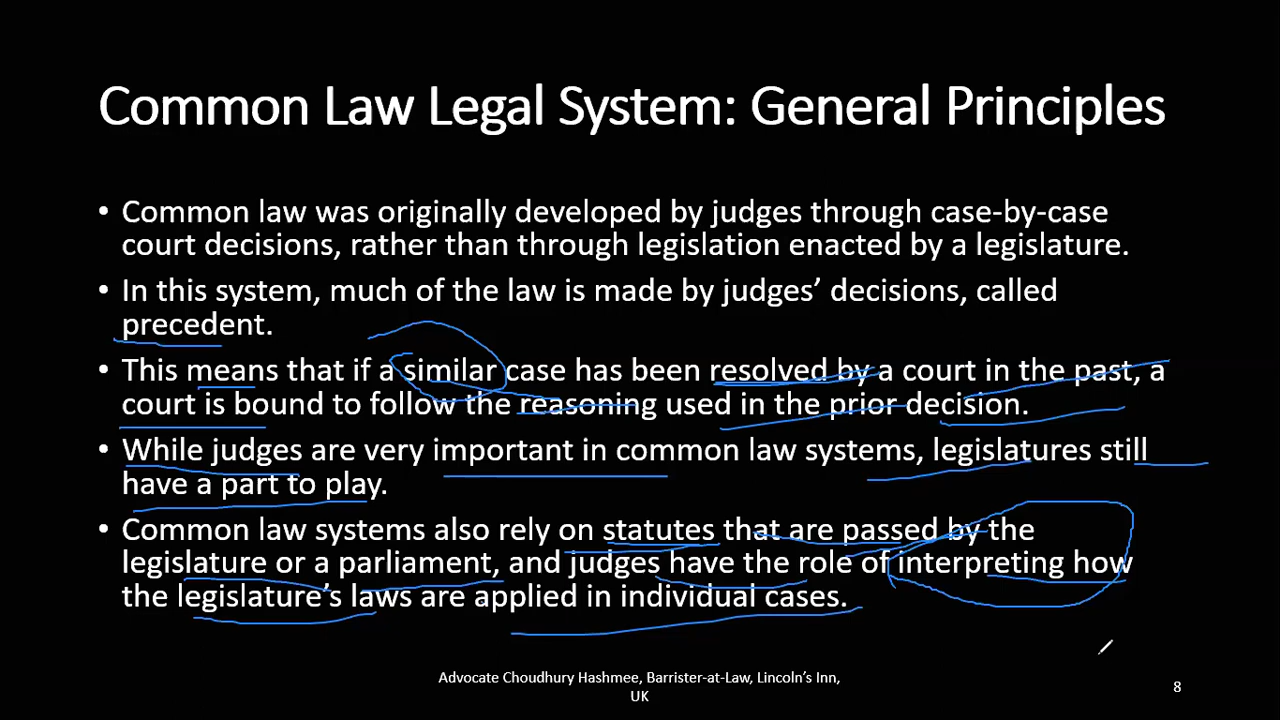 Common Law Legal System: General Principles
• Common law was originally developed by judges through case-by-case
court decisions, rather than through legislation enacted by a legislature.
• In this system, much of the law is made by judges’ decisions, called
precedent.
• This means that if a similar case has been resolved by a court in the past, a
court is bound to follow the reasoning used in the prior decision.
• While judges are very important in common law systems, legislatures still
have a part to play.
• Common law systems also rely on statutes that are passed by the
legislature or a parliament, and judges have the role of interpreting how
the legislature’s laws are applied in individual cases.
Advocate Choudhury Hashmee, Barrister-at-Law, Lincoln’s Inn,
UK
8